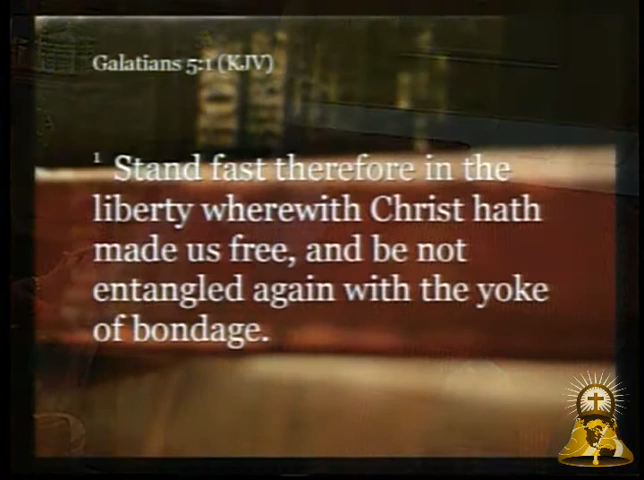 Galatians 5:1 (KJV)
1 Stand fast therefore in the
liberty wherewith Christ hath
made us free, and be not
entangled again with the yoke
of bondage.